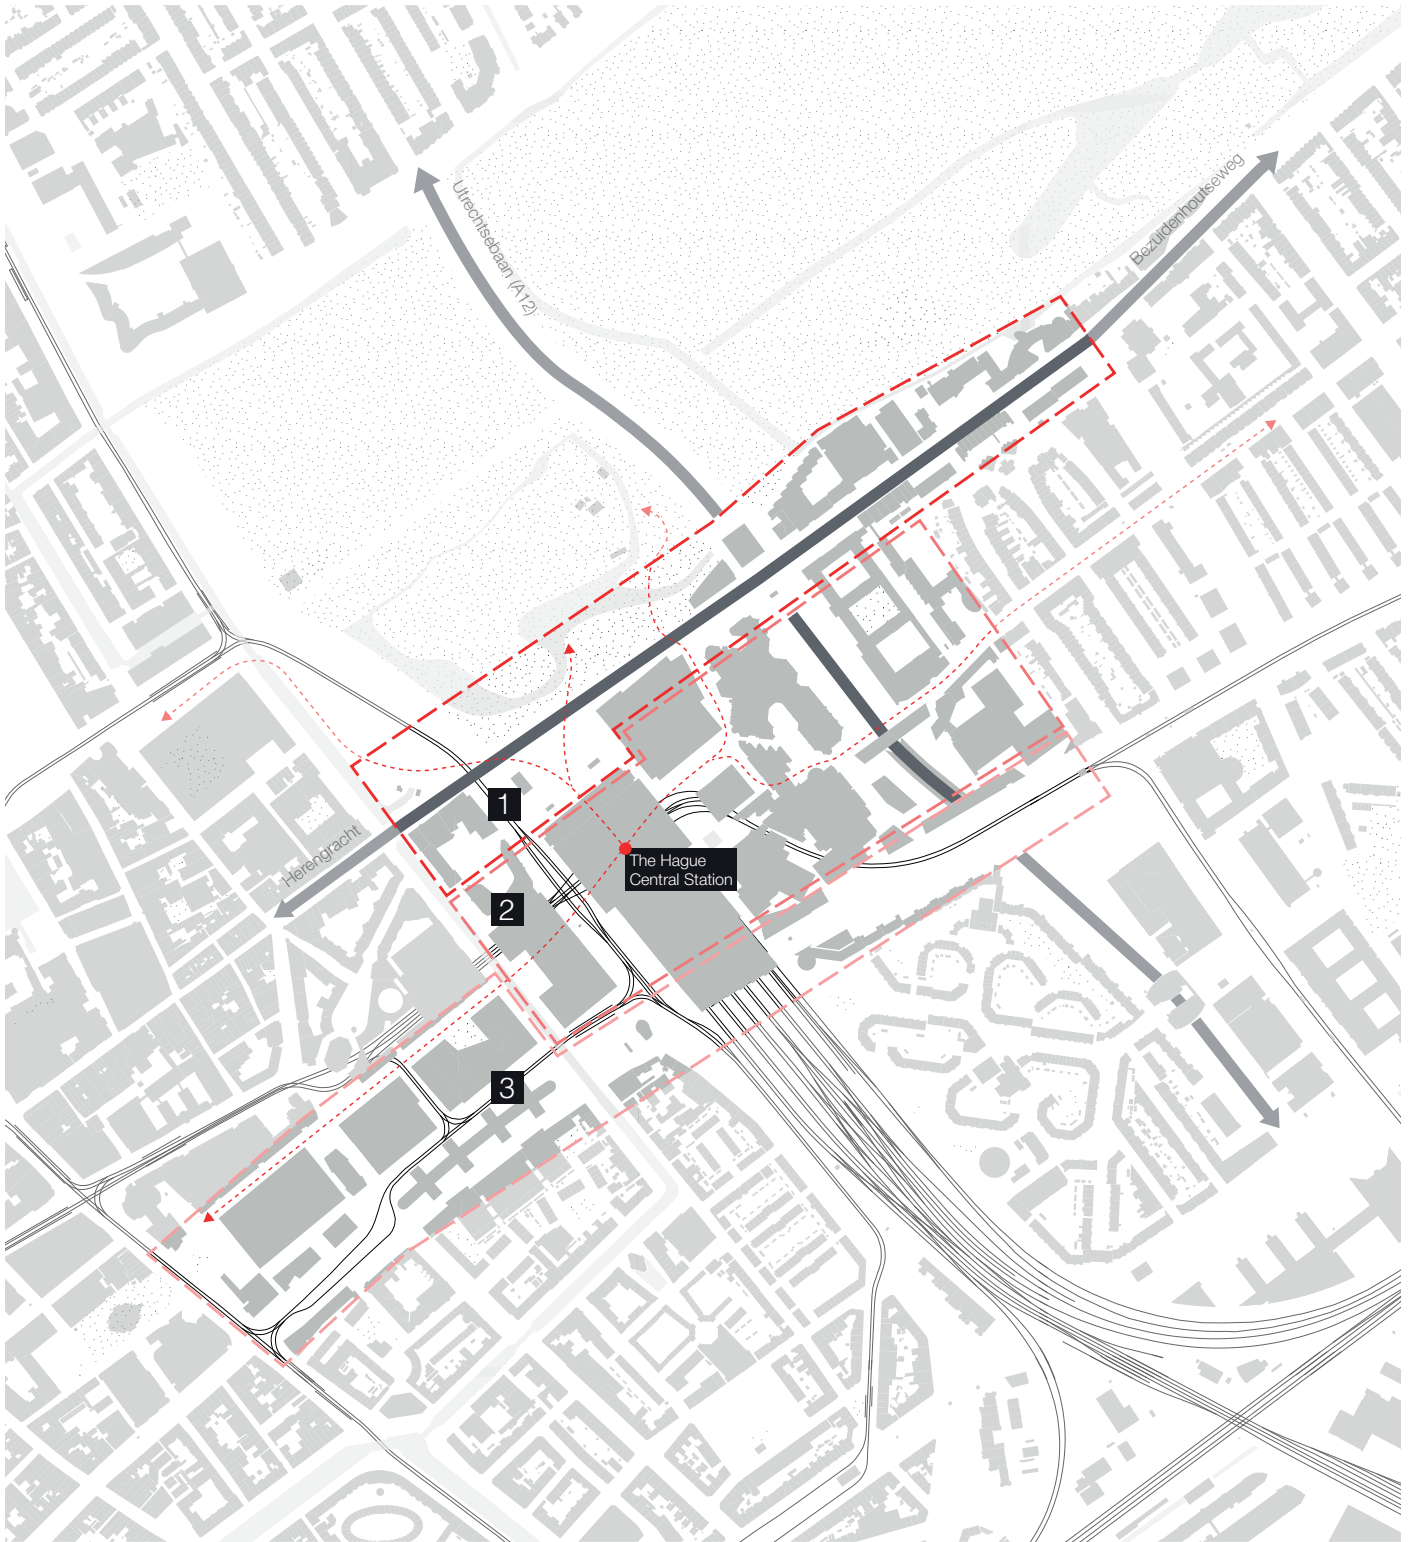 Utrechtsebaan (A12)
Bezuidenhoutseweg
1
Herengracht
The Hague
Central Station
2
3